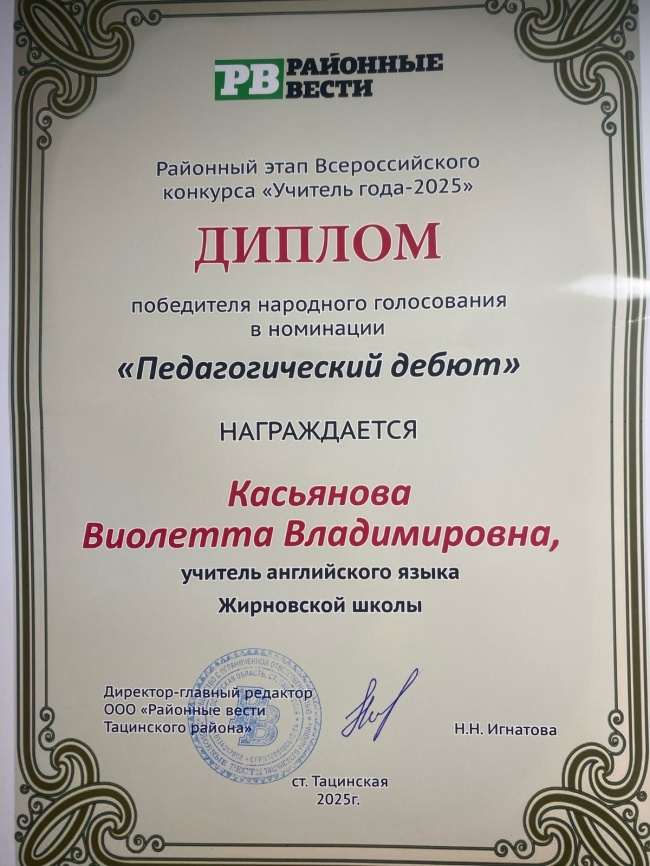 РВ РАЙОННЫЕ
ВЕСТИ
Районный этап Всероссийского
конкурса «Учитель года-2025»
ДИПЛОМ
победителя народного голосования
в номинации
«Педагогический дебют»
НАГРАЖДАЕТСЯ
Касьянова
Виолетта Владимировна,
учитель английского языка
Жирновской школы
Директор-главный редактор
ООО «Районные вести
Тацинского района»
Н.Н. Игнатова
ст. Тацинская
2025г.